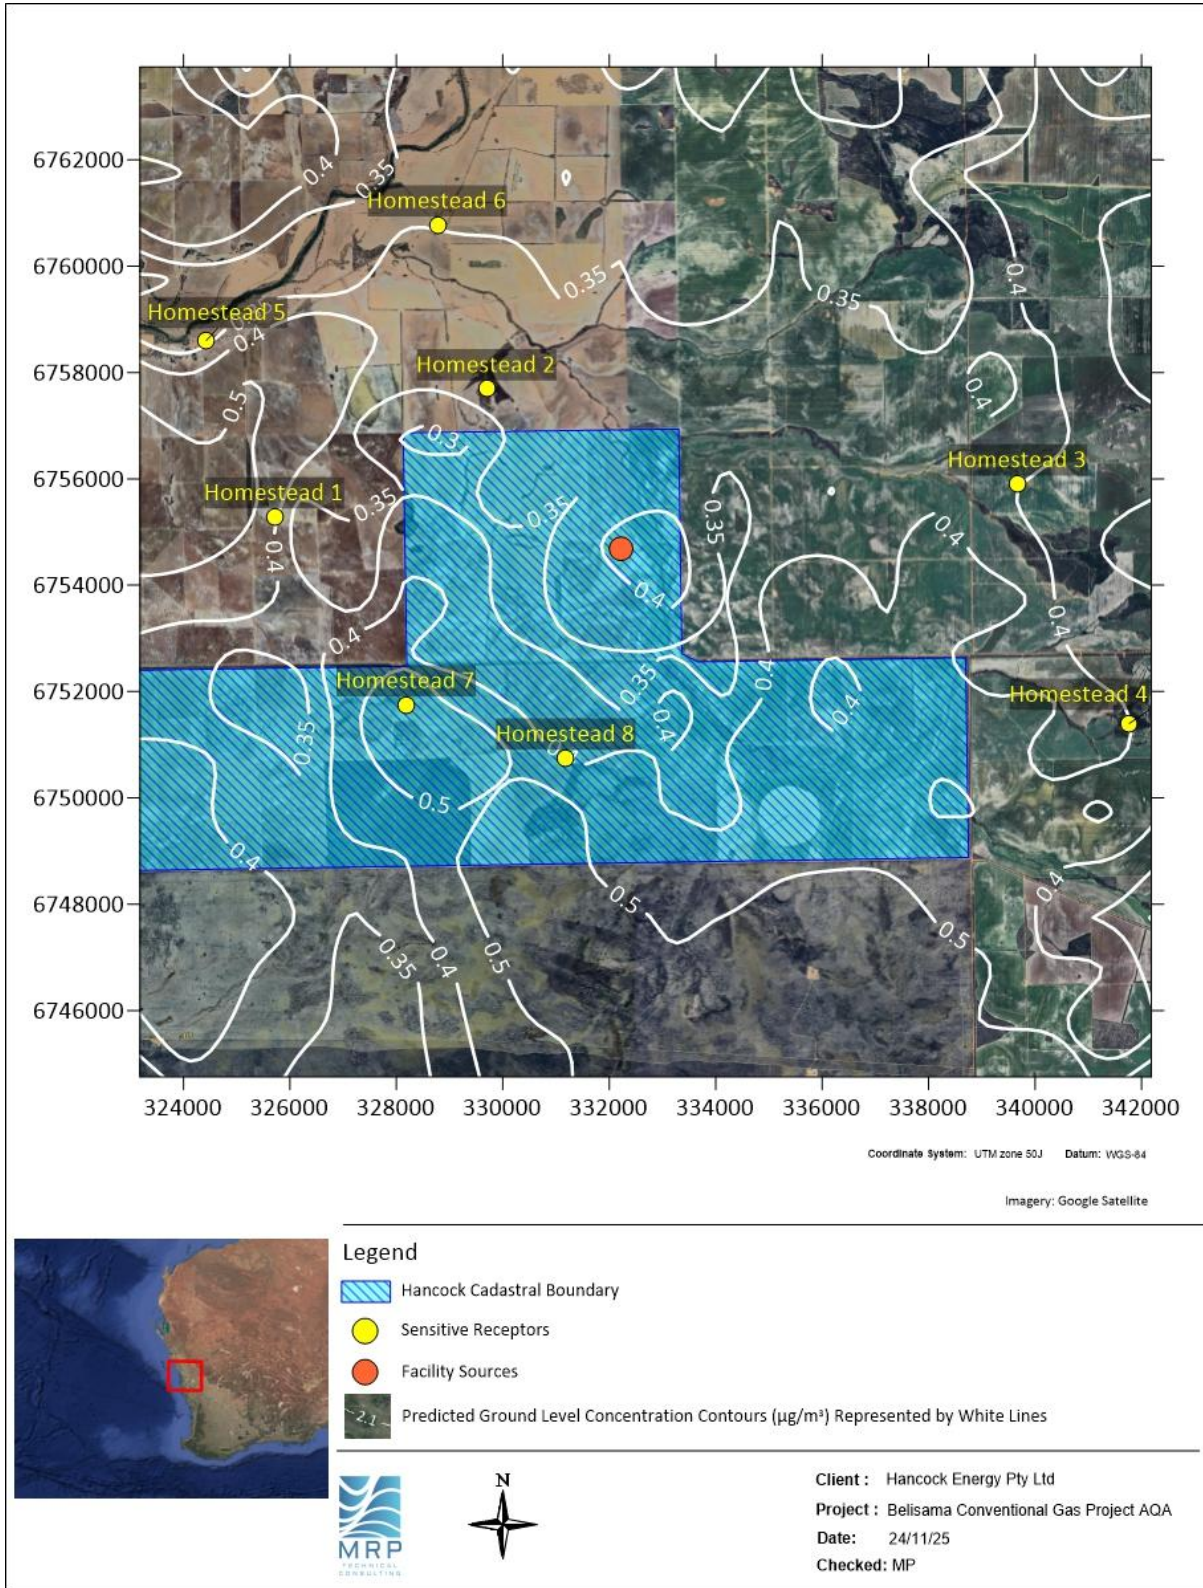 6762000
6760000
6758000
6756000
6754000
6752000
6750000
6748000
6746000
0.4
0.35
Homestead 6
0.35
0.35
0.4
Homestead 5
0.4
Homestead 2
0.5
0.3
0.4
Homestead 3
Homestead 1
0.35
0.35
0.35
0.4
0.4
0.4
0.4
0.4
0.4
Homestead 7
0.35
0.4
0.4
Homestead 4
0.35
Homestead 8
0.5
0.4
0.4
0.5
0.5
0.35
0.4
0.5
324000 326000 328000 330000 332000 334000 336000 338000 340000 342000
Coordinate System: UTM zone 50J Datum: WGS-84
Imagery: Google Satellite
Legend
Hancock Cadastral Boundary
Sensitive Receptors
Facility Sources
2.1
Predicted Ground Level Concentration Contours (µg/m³) Represented by White Lines
MRP
TECHNICAL
CONSULTING
N
Client : Hancock Energy Pty Ltd
Project : Belisama Conventional Gas Project AQA
Date: 24/11/25
Checked: MP